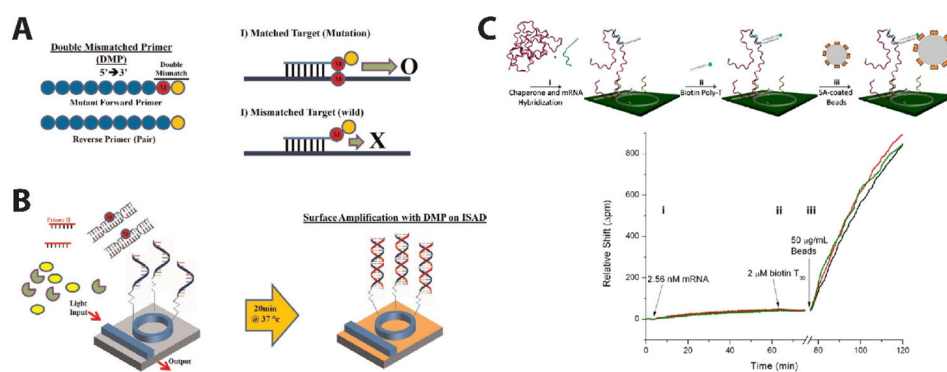 A
Double Mismatched Primer
(DMP)
5'➔3'
Double
Mismatch
M
Mutant Forward Primer
Reverse Primer (Pair)
I) Matched Target (Mutation)
M
M
O
I) Mismatched Target (wild)
M
X
B
Primer II
Light
Input
Output
20min
@ 37 °c
Surface Amplification with DMP on ISAD
C
i
Chaperone and mRNA
Hybridization
ii
Biotin Poly-T
iii
SA-coated
Beads
Relative Shift (Δpm)
800
600
400
200
0
i
ii
iii
2.56 nM mRNA
2 μM biotin T30
50 μg/mL
Beads
0 20 40 60 80 100 120
Time (min)